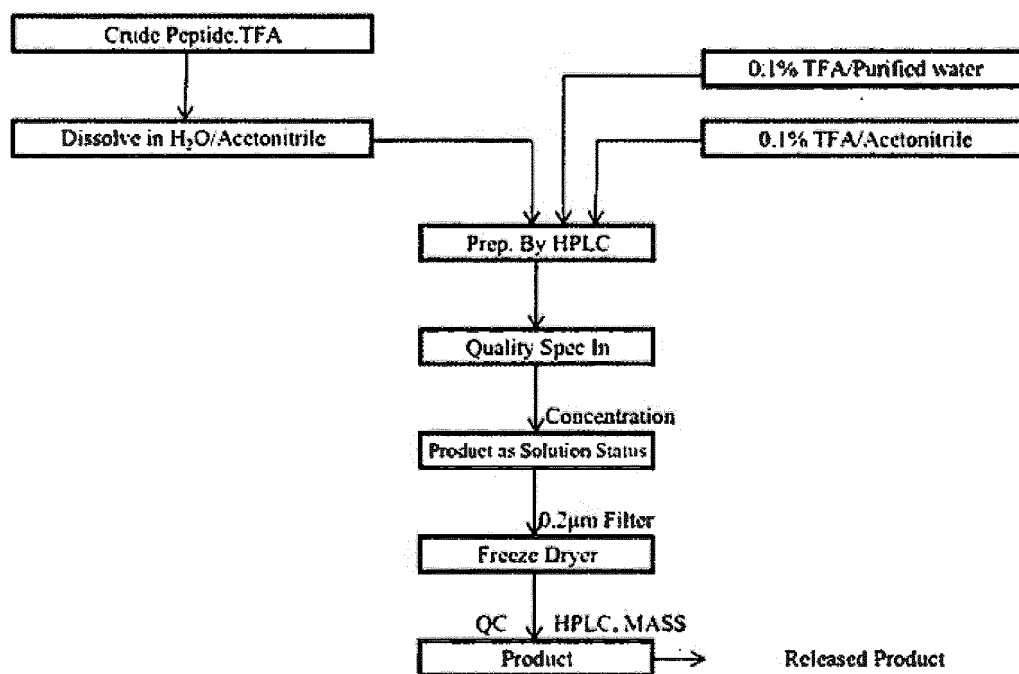 Crude Peptide.TFA
0.1% TFA/Purified water
Dissolve in H₂O/Acetonitrile
0.1% TFA/Acetonitrile
Prep. By HPLC
Quality Spec In
Concentration
Product as Solution Status
0.2μm Filter
Freeze Dryer
QC HPLC, MASS
Product
Released Product